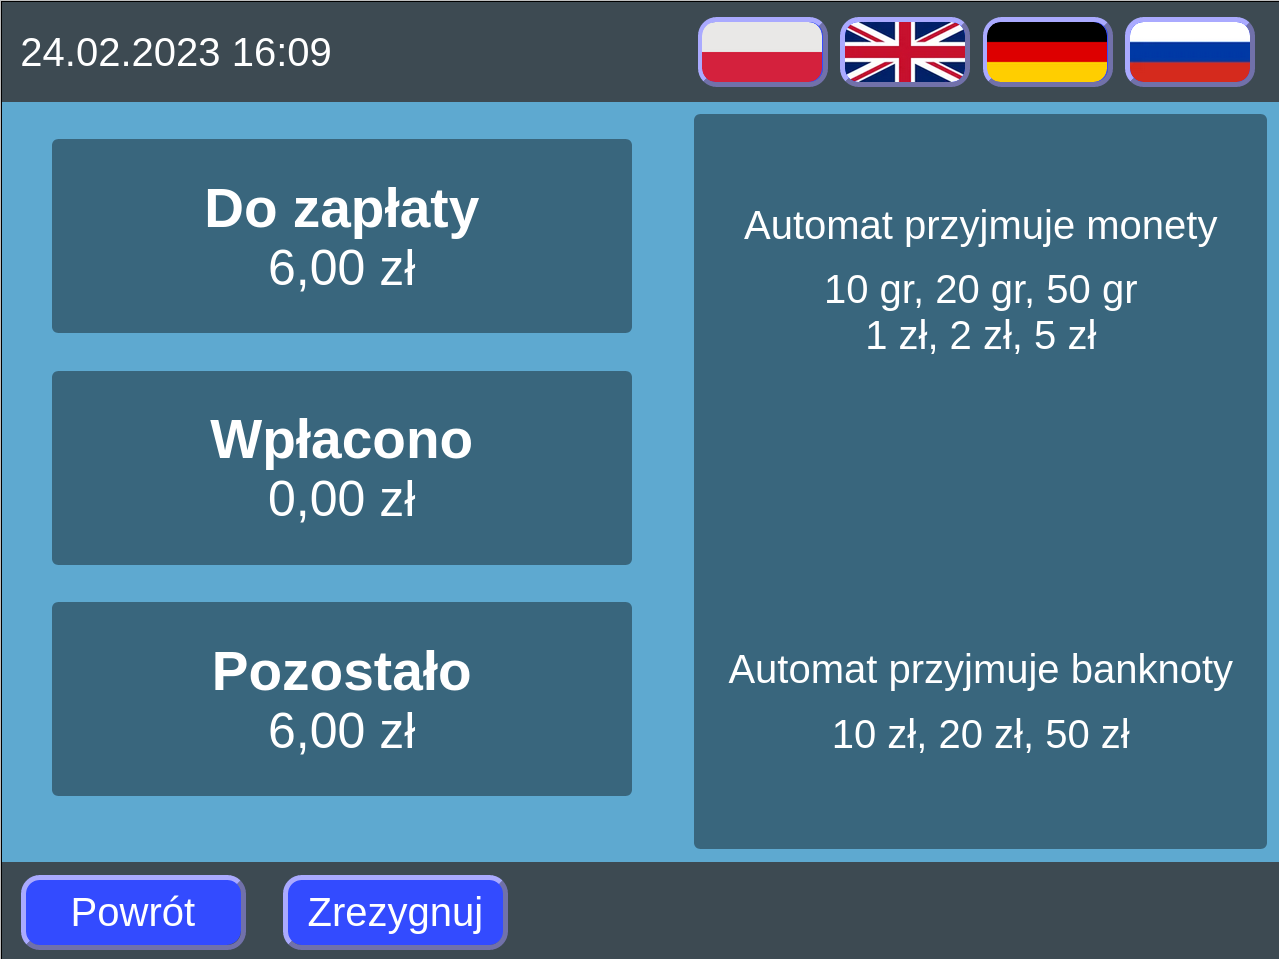 24.02.2023 16:09
Do zapłaty
6,00 zł
Wpłacono
0,00 zł
Pozostało
6,00 zł
Automat przyjmuje monety
10 gr, 20 gr, 50 gr
1 zł, 2 zł, 5 zł
Automat przyjmuje banknoty
10 zł, 20 zł, 50 zł
Powrót
Zrezygnuj